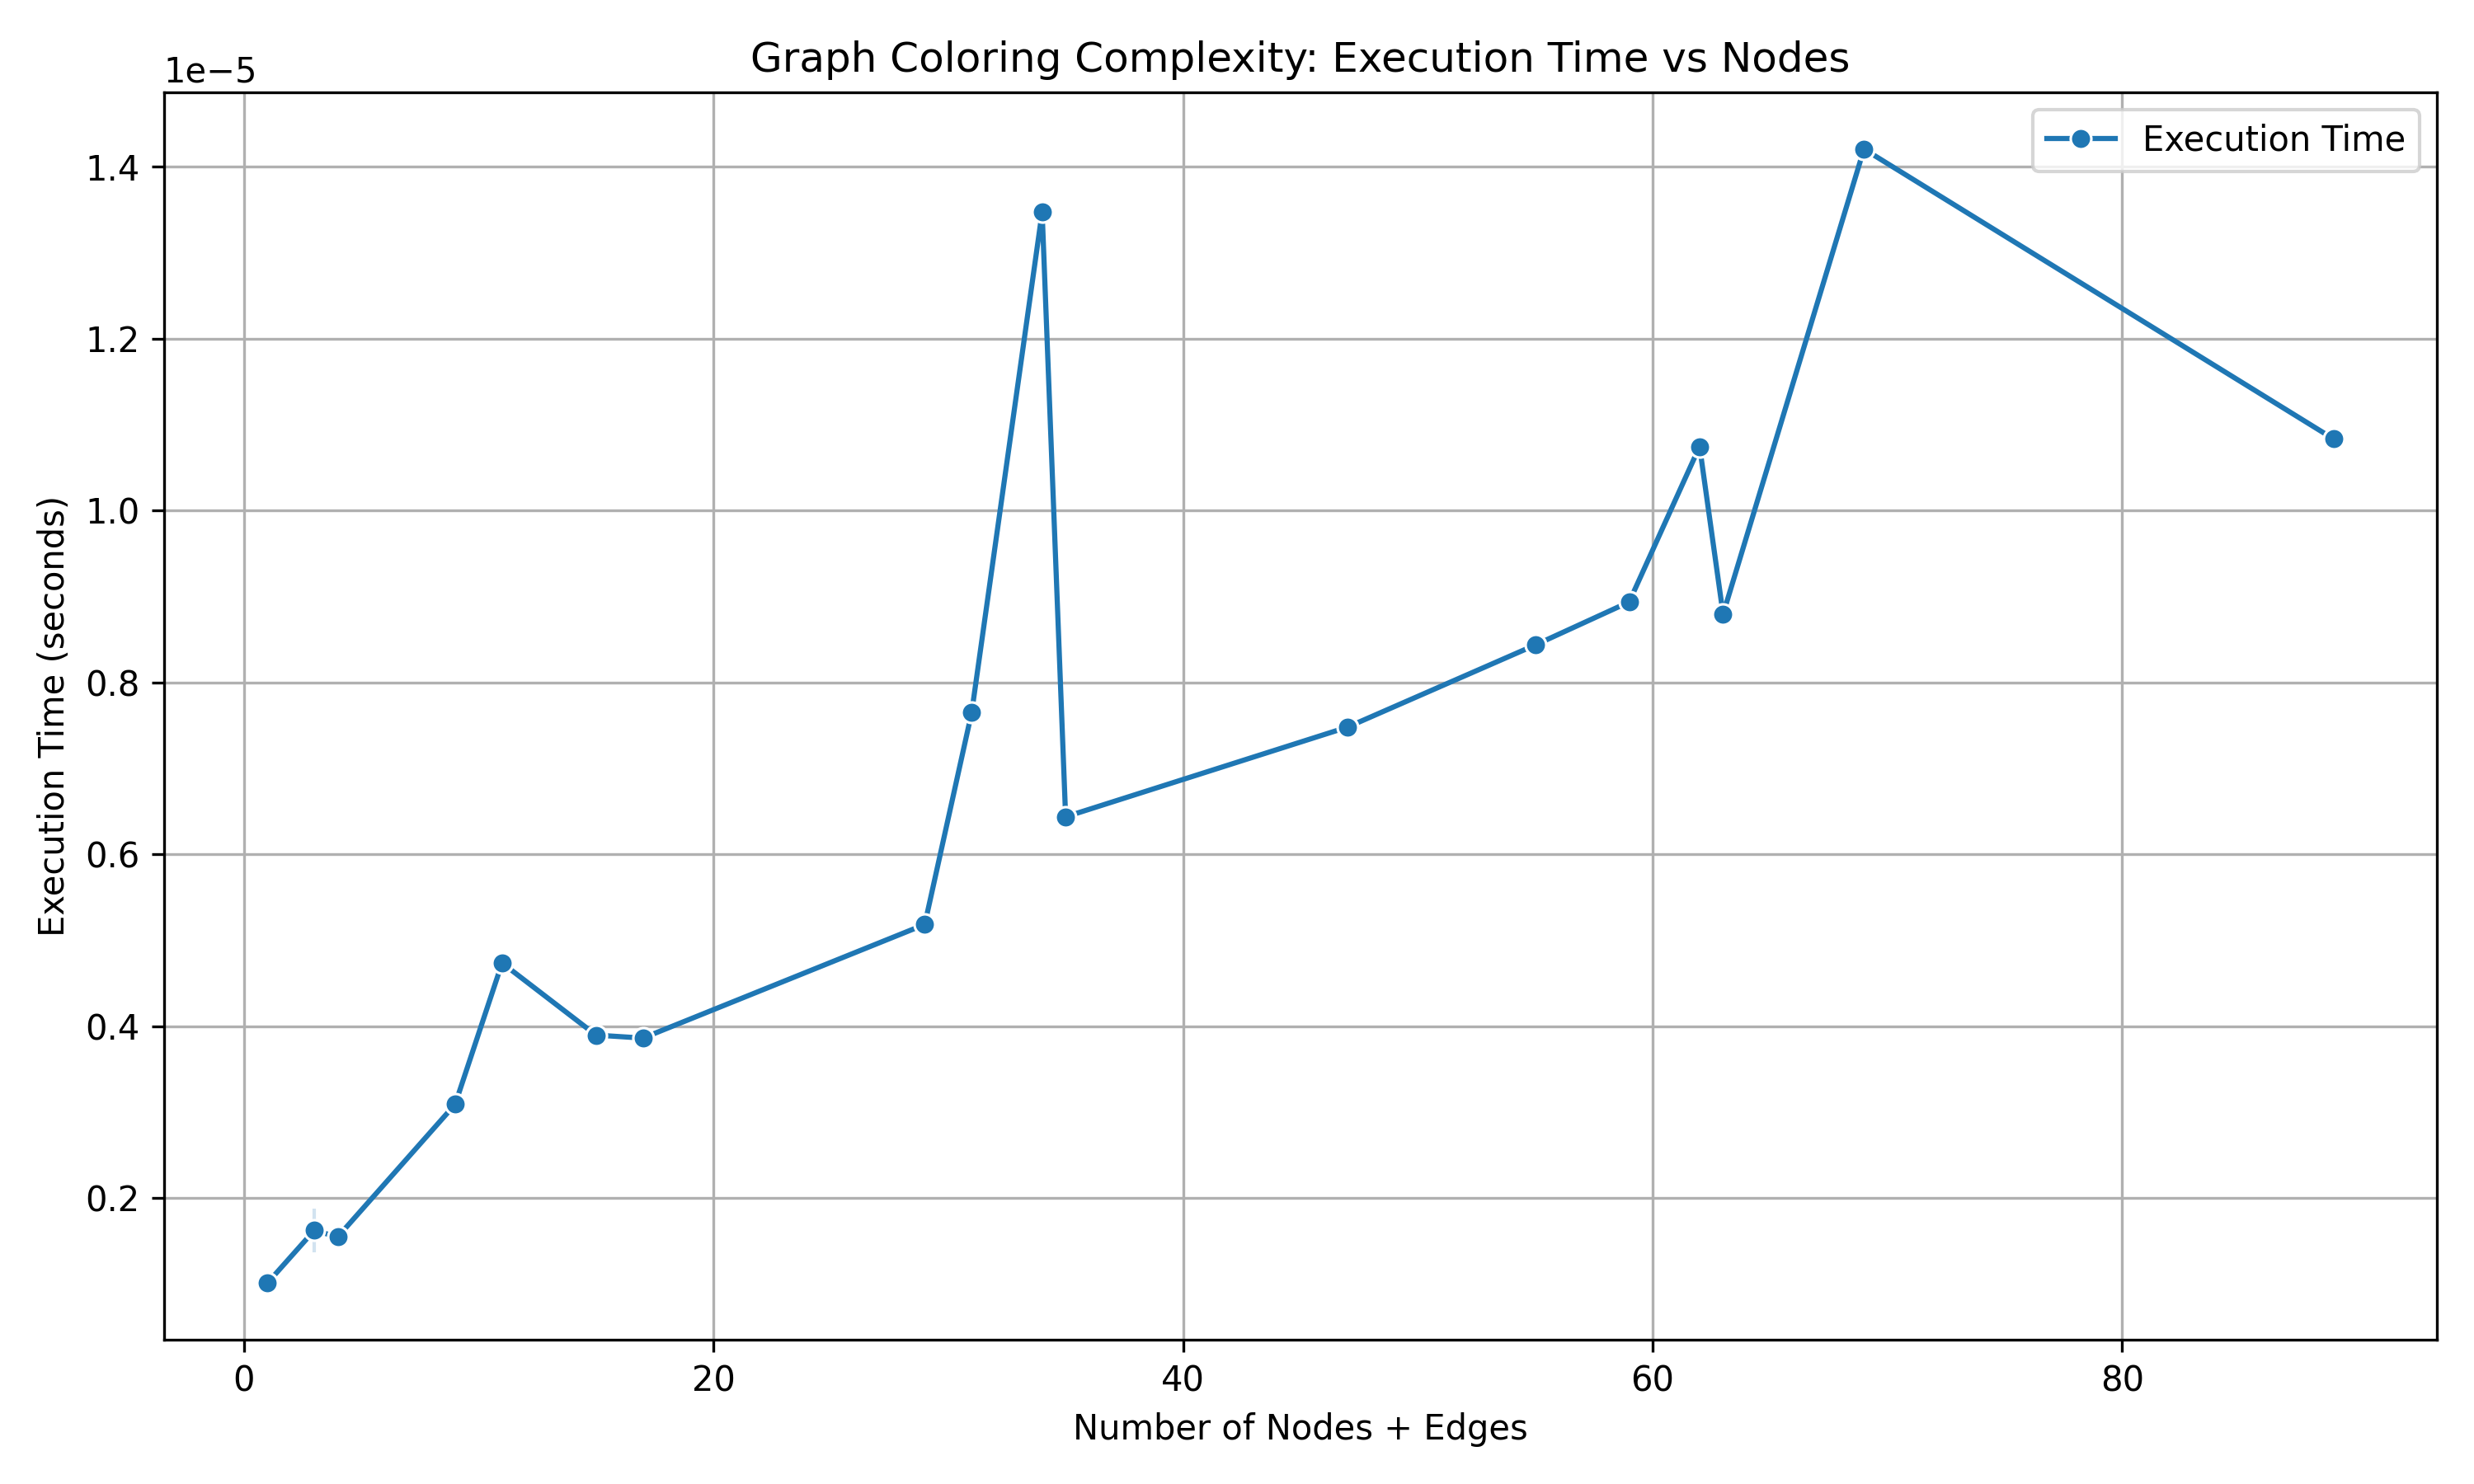 Graph Coloring Complexity: Execution Time vs Nodes
1e−5
Execution Time
1.4
1.2
1.0
0.8
0.6
0.4
0.2
Execution Time (seconds)
0 20 40 60 80
Number of Nodes + Edges